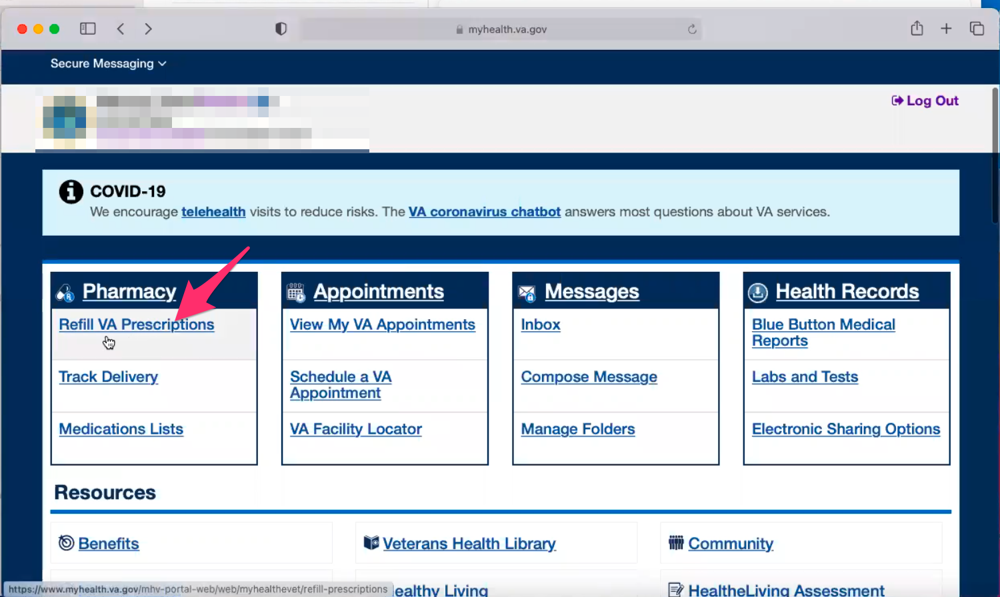 myhealth.va.gov
Secure Messaging
Log Out
COVID-19
We encourage telehealth visits to reduce risks. The VA coronavirus chatbot answers most questions about VA services.
Pharmacy
Refill VA Prescriptions
Track Delivery
Medications Lists
Appointments
View My VA Appointments
Schedule a VA
Appointment
VA Facility Locator
Messages
Inbox
Compose Message
Manage Folders
Health Records
Blue Button Medical
Reports
Labs and Tests
Electronic Sharing Options
Resources
Benefits
Veterans Health Library
Community
ealthy Living
HealtheLiving Assessment
https://www.myhealth.va.gov/mhv-portal-web/web/myhealthevet/refill-prescriptions